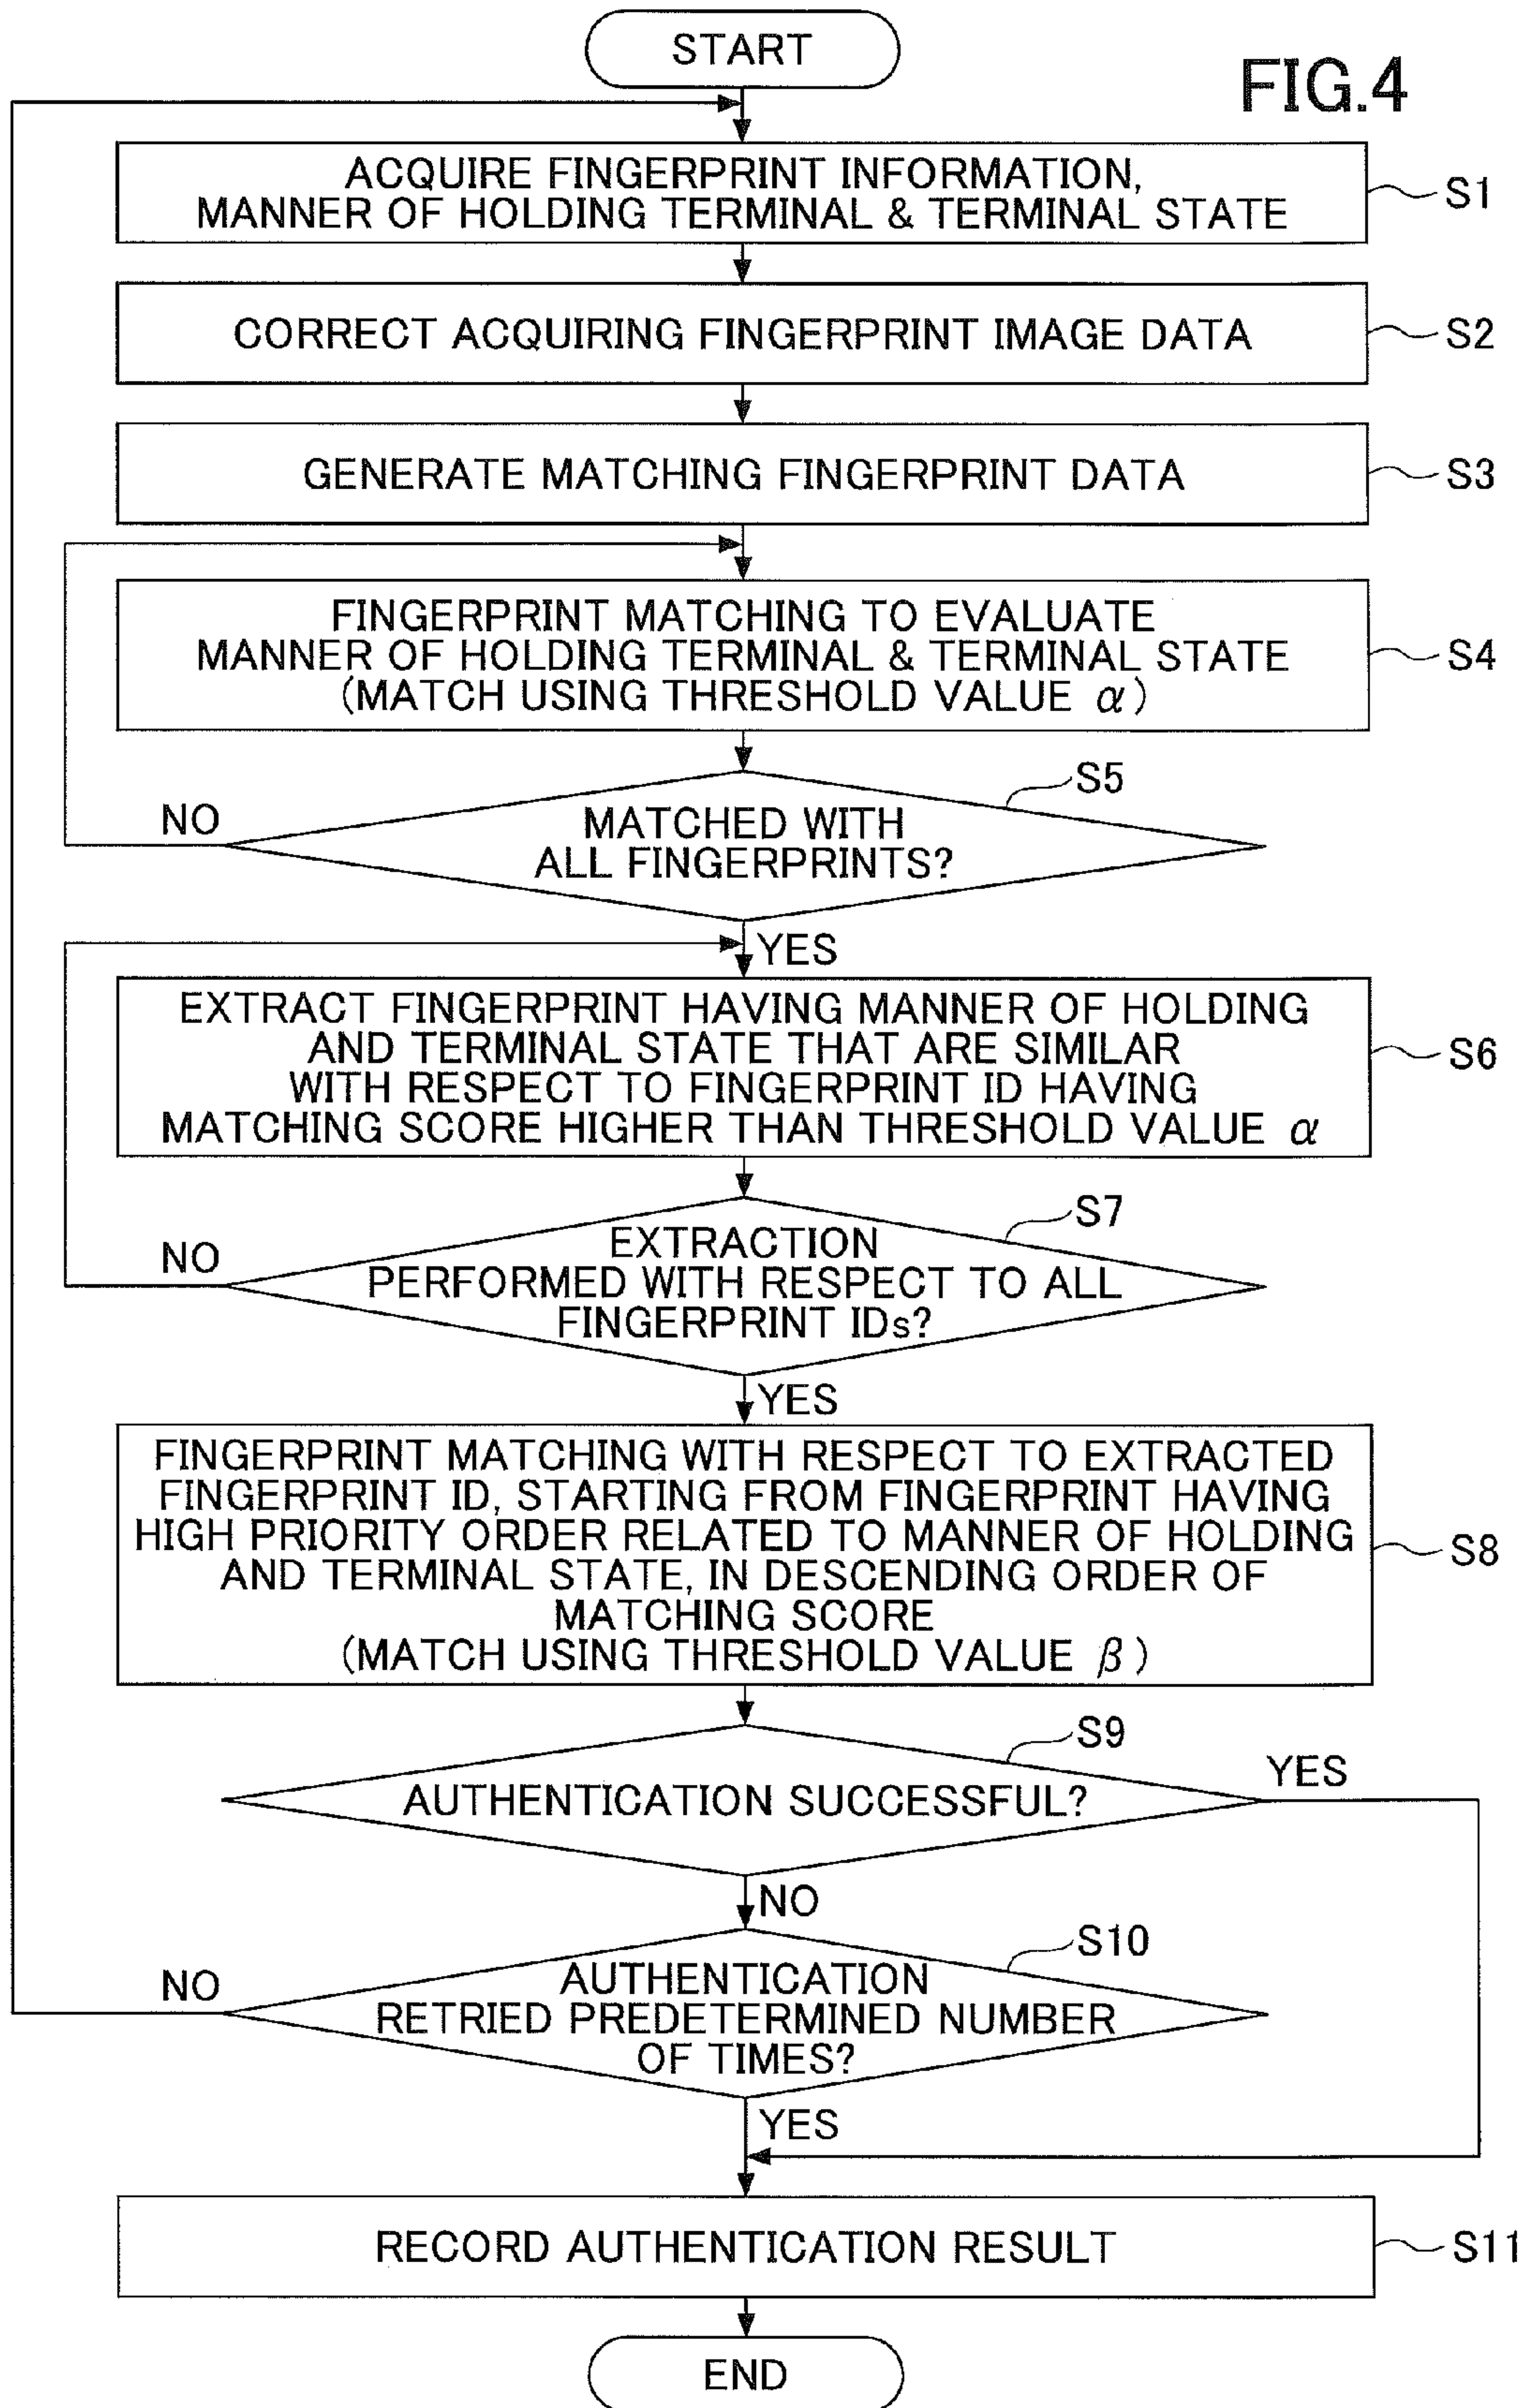 START
FIG.4
ACQUIRE FINGERPRINT INFORMATION,
MANNER OF HOLDING TERMINAL & TERMINAL STATE
S1
CORRECT ACQUIRING FINGERPRINT IMAGE DATA
S2
GENERATE MATCHING FINGERPRINT DATA
S3
FINGERPRINT MATCHING TO EVALUATE
MANNER OF HOLDING TERMINAL & TERMINAL STATE
(MATCH USING THRESHOLD VALUE α)
S4
S5
NO
MATCHED WITH
ALL FINGERPRINTS?
YES
EXTRACT FINGERPRINT HAVING MANNER OF HOLDING
AND TERMINAL STATE THAT ARE SIMILAR
WITH RESPECT TO FINGERPRINT ID HAVING
MATCHING SCORE HIGHER THAN THRESHOLD VALUE α
S6
S7
NO
EXTRACTION
PERFORMED WITH RESPECT TO ALL
FINGERPRINT IDs?
YES
FINGERPRINT MATCHING WITH RESPECT TO EXTRACTED
FINGERPRINT ID, STARTING FROM FINGERPRINT HAVING
HIGH PRIORITY ORDER RELATED TO MANNER OF HOLDING
AND TERMINAL STATE, IN DESCENDING ORDER OF
MATCHING SCORE
(MATCH USING THRESHOLD VALUE β)
S8
S9
YES
AUTHENTICATION SUCCESSFUL?
NO
S10
NO
AUTHENTICATION
RETRIED PREDETERMINED NUMBER
OF TIMES?
YES
RECORD AUTHENTICATION RESULT
S11
END